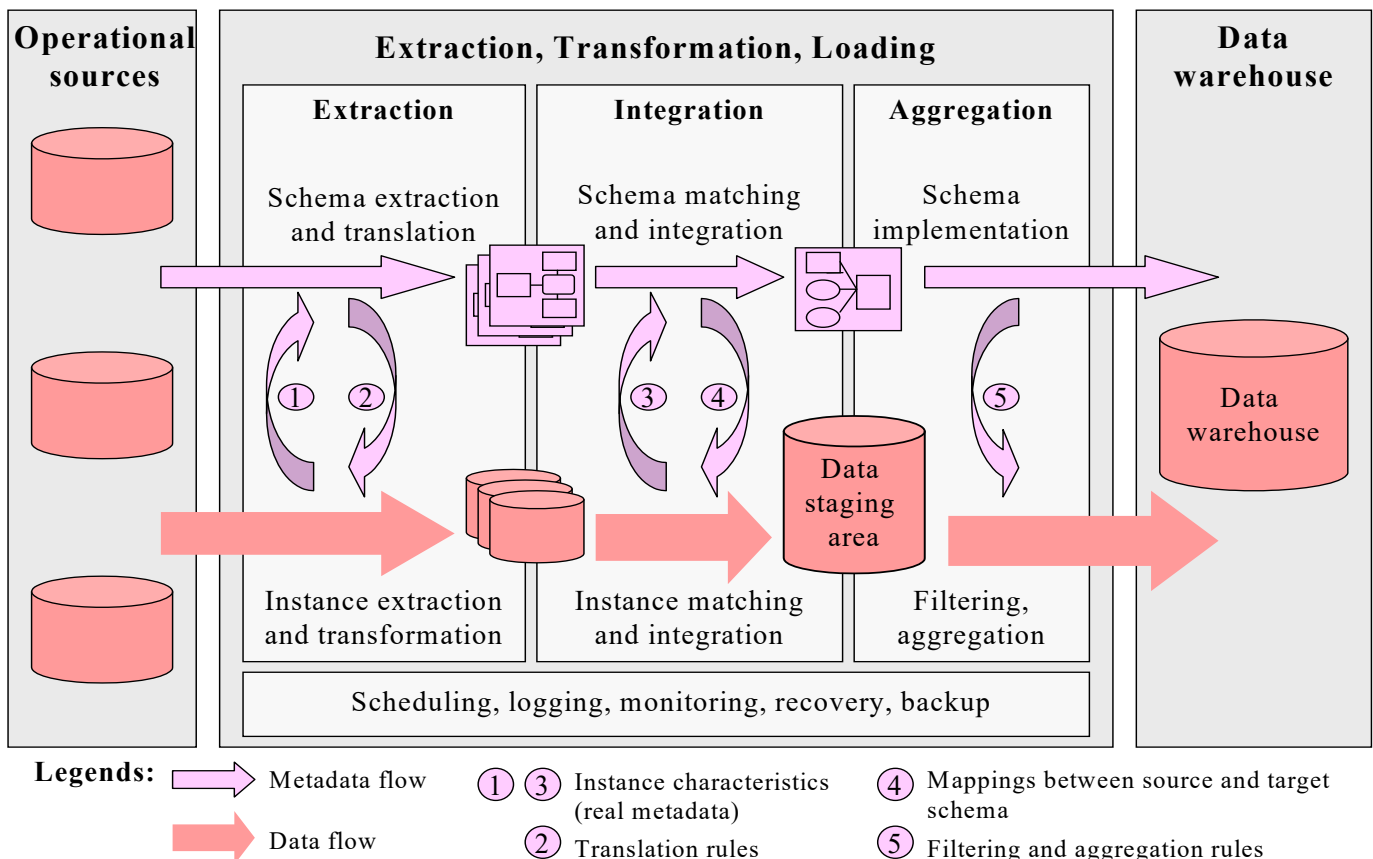 Operational
sources
Extraction, Transformation, Loading
Data
warehouse
Extraction
Integration
Aggregation
Schema extraction
and translation
Schema matching
and integration
Schema
implementation
1
2
3
4
5
Data
warehouse
Data
staging
area
Instance extraction
and transformation
Instance matching
and integration
Filtering,
aggregation
Scheduling, logging, monitoring, recovery, backup
Legends:
Metadata flow
Data flow
1 3 Instance characteristics
(real metadata)
2 Translation rules
4 Mappings between source and target
schema
5 Filtering and aggregation rules